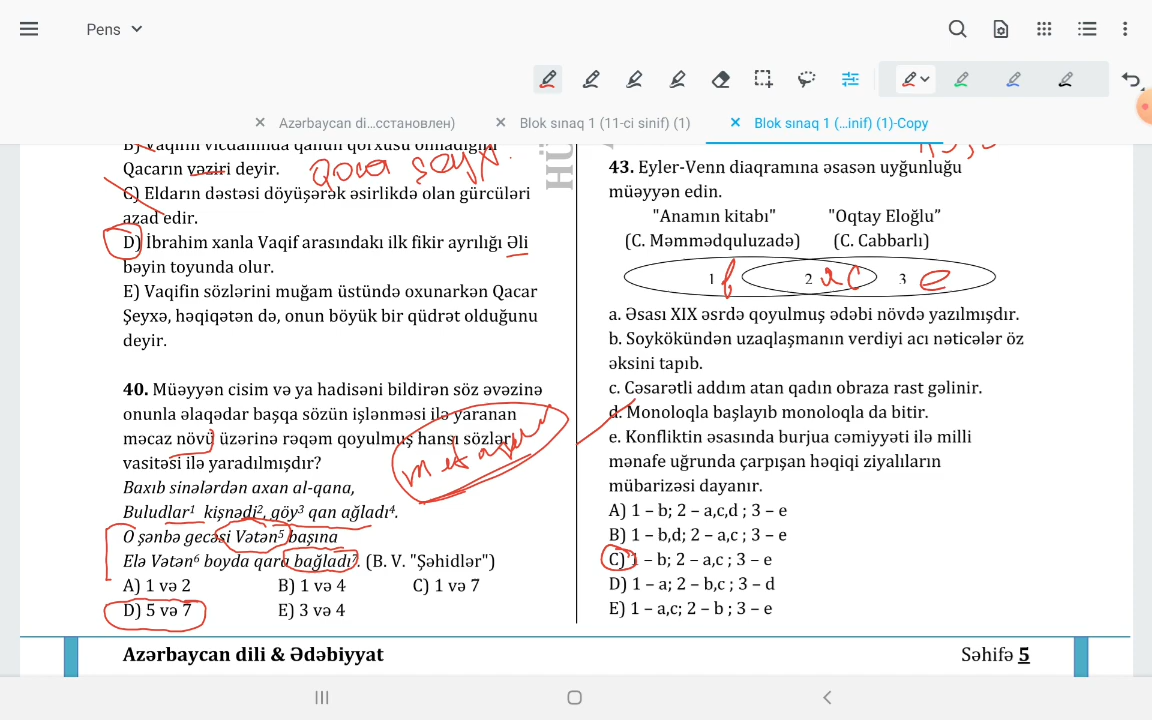 Pens
Azərbaycan di...сстановлен)
Blok sınaq 1 (11-ci sinif) (1)
Blok sınaq 1 (...inif) (1)-Copy
B) Vaqifin vicdanında qanun qorxusu olmadığını
Qacarın vəziri deyir.
Qoca şeyx.
C) Eldarın dəstəsi döyüşərək əsirlikdə olan gürcüləri
azad edir.
D) İbrahim xanla Vaqif arasındakı ilk fikir ayrılığı Əli
bəyin toyunda olur.
E) Vaqifin sözlərini muğam üstündə oxunarkən Qacar
Şeyxə, həqiqətən də, onun böyük bir qüdrət olduğunu
deyir.
40. Müəyyən cisim və ya hadisəni bildirən söz əvəzinə
onunla əlaqədar başqa sözün işlənməsi ilə yaranan
məcaz növü üzərinə rəqəm qoyulmuş hansı sözlər
vasitəsi ilə yaradılmışdır?
Baxıb sinələrdən axan al-qana,
Buludlar¹ kişnədi², göy³ qan ağladı⁴.
O şənbə gecəsi Vətən⁵ başına
Elə Vətən⁶ boyda qara bağladı⁷. (B. V. "Şəhidlər")
A) 1 və 2 B) 1 və 4 C) 1 və 7
D) 5 və 7 E) 3 və 4
HÜ
43. Eyler-Venn diaqramına əsasən uyğunluğu
müəyyən edin.
"Anamın kitabı" "Oqtay Eloğlu”
(C. Məmmədquluzadə) (C. Cabbarlı)
1 b 2 a c 3 e
a. Əsası XIX əsrdə qoyulmuş ədəbi növdə yazılmışdır.
b. Soykökündən uzaqlaşmanın verdiyi acı nəticələr öz
əksini tapıb.
c. Cəsarətli addım atan qadın obraza rast gəlinir.
d. Monoloqla başlayıb monoloqla da bitir.
e. Konfliktin əsasında burjua cəmiyyəti ilə milli
mənafe uğrunda çarpışan həqiqi ziyalıların
mübarizəsi dayanır.
A) 1 – b; 2 – a,c,d ; 3 – e
B) 1 – b,d; 2 – a,c ; 3 – e
C) 1 – b; 2 – a,c ; 3 – e
D) 1 – a; 2 – b,c ; 3 – d
E) 1 – a,c; 2 – b ; 3 – e
Azərbaycan dili & Ədəbiyyat
Səhifə 5